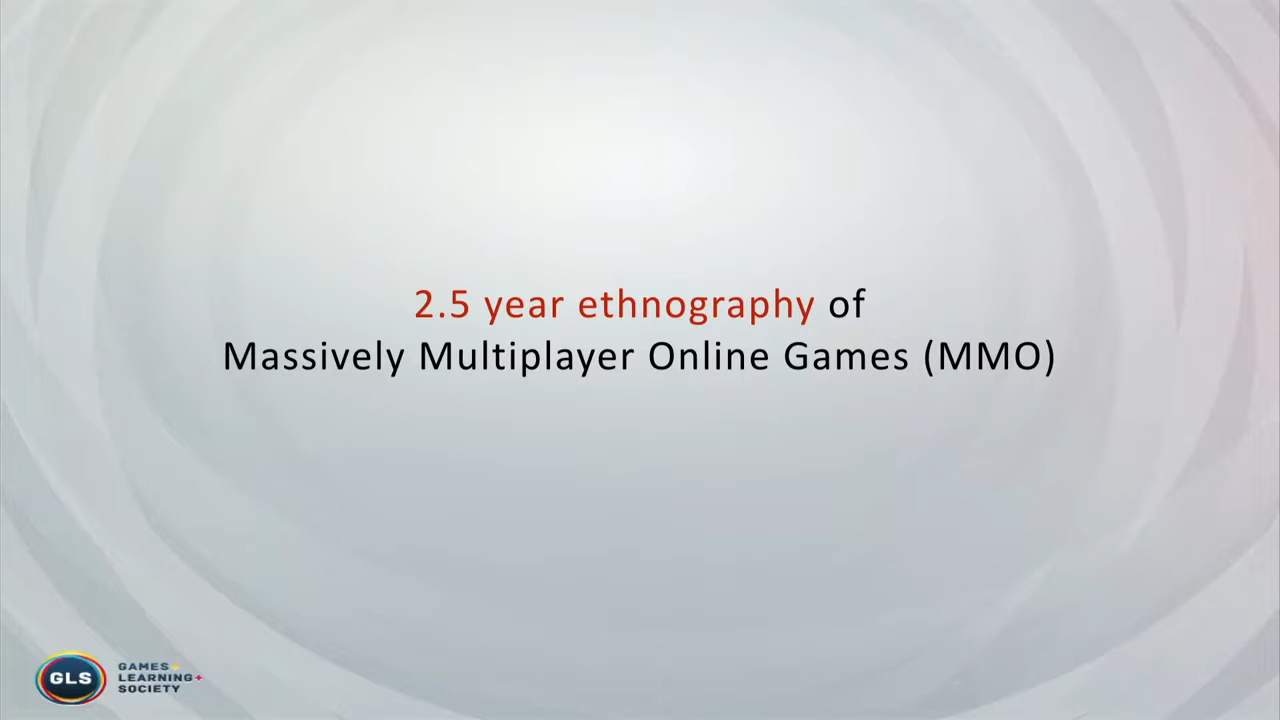 2.5 year ethnography of
Massively Multiplayer Online Games (MMO)
GLS
GAMES+
LEARNING+
SOCIETY